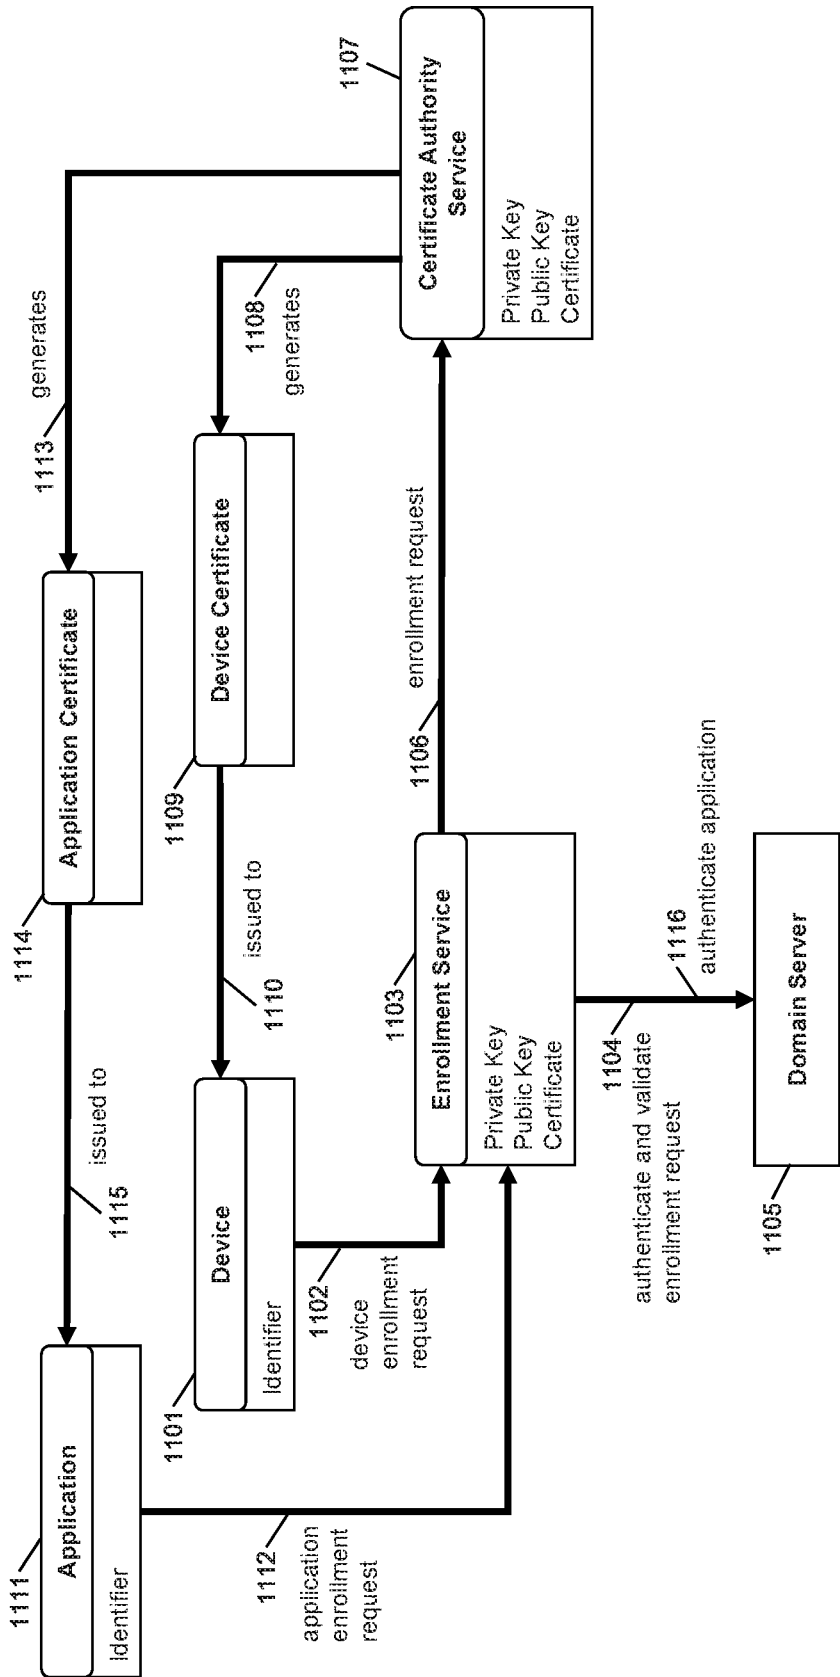 1111
Application
Identifier
1115
issued to
1114
Application Certificate
1113
generates
1101
Device
Identifier
1110
issued to
1109
Device Certificate
1108
generates
1107
Certificate Authority
Service
Private Key
Public Key
Certificate
1112
application
enrollment
request
1102
device
enrollment
request
1103
Enrollment Service
Private Key
Public Key
Certificate
1106
enrollment request
1104
authenticate and validate
enrollment request
1116
authenticate application
1105
Domain Server